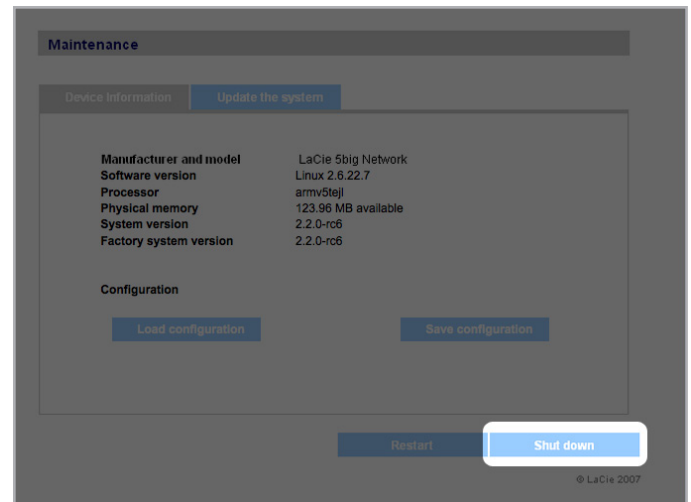 Maintenance
Device Information Update the system
Manufacturer and model LaCie 5big Network
Software version Linux 2.6.22.7
Processor armv5tejl
Physical memory 123.96 MB available
System version 2.2.0-rc6
Factory system version 2.2.0-rc6
Configuration
Load configuration Save configuration
Restart Shut down
© LaCie 2007